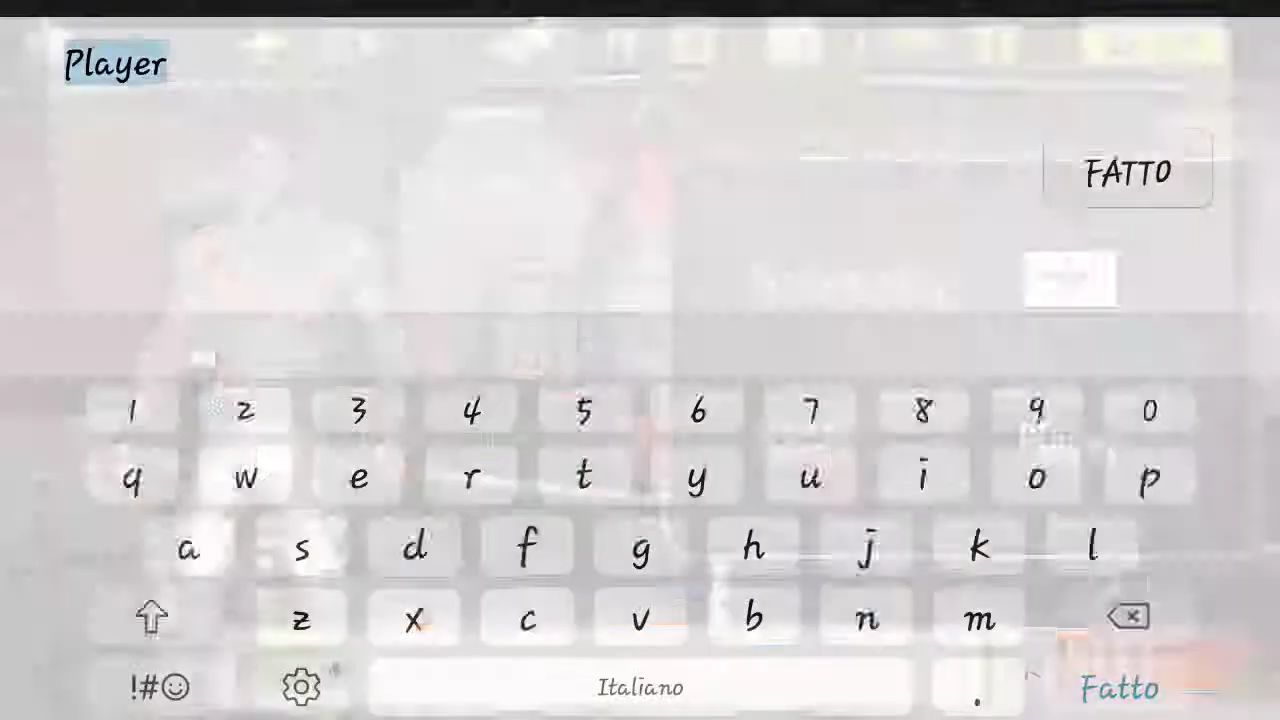 Player
FATTO
1 2 3 4 5 6 7 8 9 0
q w e r t y u i o p
a s d f g h j k l
z x c v b n m
!#☺ Italiano . Fatto